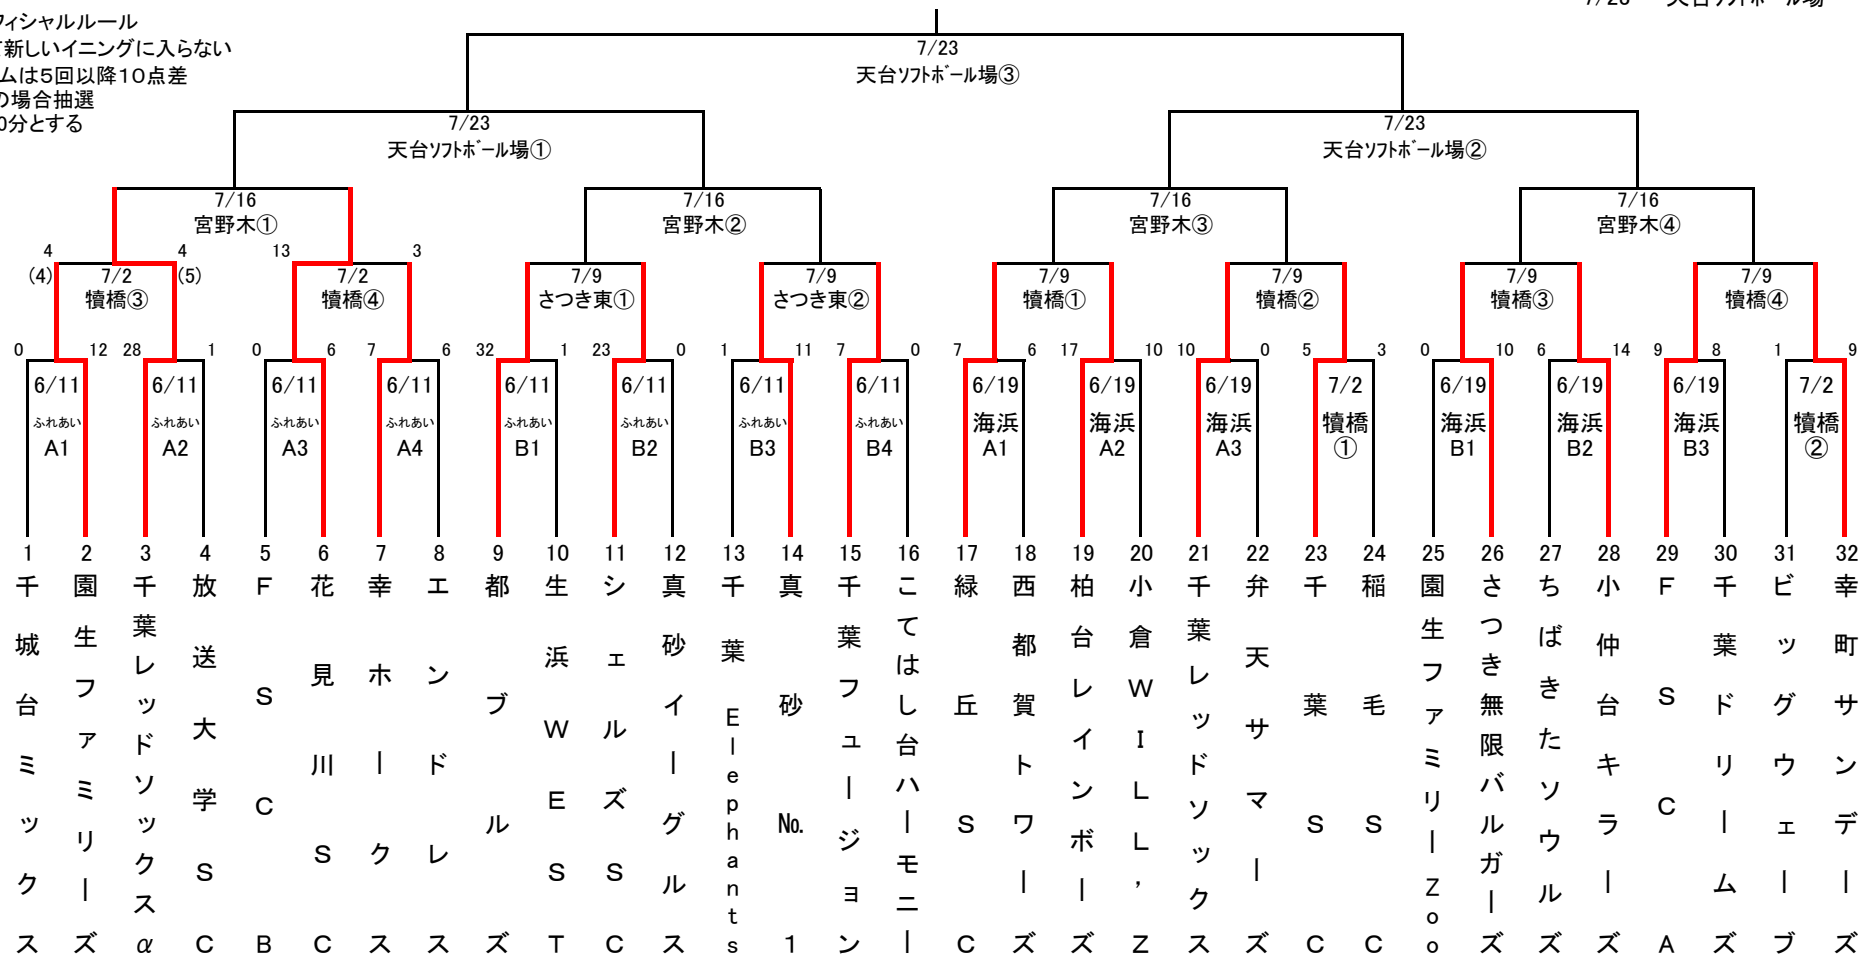 フィシャルルール
て新しいイニングに入らない
ムは5回以降10点差
の場合抽選
0分とする
7/23
天台ソフトボール場③
7/23
天台ソフトボール場①
7/23
天台ソフトボール場②
7/16
宮野木①
7/16
宮野木②
7/16
宮野木③
7/16
宮野木④
4 4 13 3
(4) 7/2 (5) 7/2 7/9 7/9 7/9 7/9 7/9 7/9
犢橋③ 犢橋④ さつき東① さつき東② 犢橋① 犢橋② 犢橋③ 犢橋④
0 12 28 1 0 6 7 6 32 1 23 0 1 11 7 0 7 6 17 10 10 0 5 3 0 10 6 14 9 8 1 9
6/11 6/11 6/11 6/11 6/11 6/11 6/11 6/11 6/19 6/19 6/19 7/2 6/19 6/19 6/19 7/2
ふれあい ふれあい ふれあい ふれあい ふれあい ふれあい ふれあい ふれあい 海浜 海浜 海浜 犢橋 海浜 海浜 海浜 犢橋
A1 A2 A3 A4 B1 B2 B3 B4 A1 A2 A3 ① B1 B2 B3 ②
1 千城台ミックス
2 園生ファミリーズ
3 千葉レッドソックスα
4 放送大学SC
5 FSCB
6 花見川SC
7 幸ホークス
8 エンドレス
9 都ブルズ
10 生浜WEST
11 シェルズSC
12 真砂イーグルス
13 千葉Elephants
14 真砂No.1
15 千葉フュージョン
16 こてはし台ハーモニー
17 緑丘SC
18 西都賀トワーズ
19 柏台レインボーズ
20 小倉WILL,Z
21 千葉レッドソックス
22 弁天サマーズ
23 千葉SC
24 稲毛SC
25 園生ファミリーZoo
26 さつき無限バルガーズ
27 ちばきたソウルズ
28 小仲台キラーズ
29 FSCA
30 千葉ドリームズ
31 ビッグウェーブ
32 幸町サンデーズ